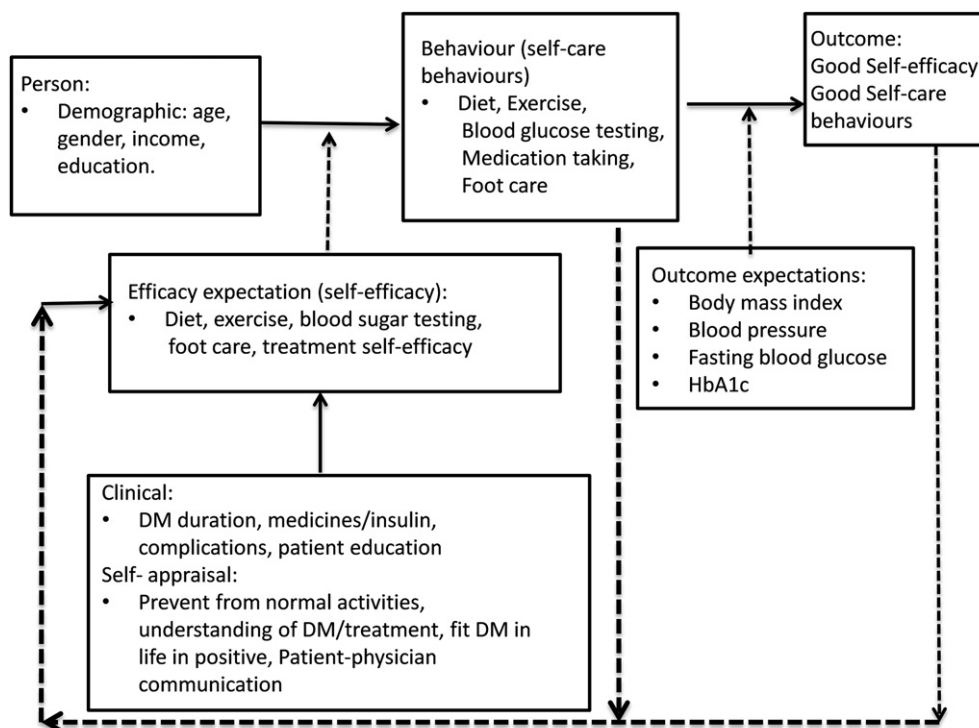 Person:
• Demographic: age,
gender, income,
education.
Behaviour (self-care
behaviours)
• Diet, Exercise,
Blood glucose testing,
Medication taking,
Foot care
Outcome:
Good Self-efficacy
Good Self-care
behaviours
Efficacy expectation (self-efficacy):
• Diet, exercise, blood sugar testing,
foot care, treatment self-efficacy
Outcome expectations:
• Body mass index
• Blood pressure
• Fasting blood glucose
• HbA1c
Clinical:
• DM duration, medicines/insulin,
complications, patient education
Self- appraisal:
• Prevent from normal activities,
understanding of DM/treatment, fit DM in
life in positive, Patient-physician
communication